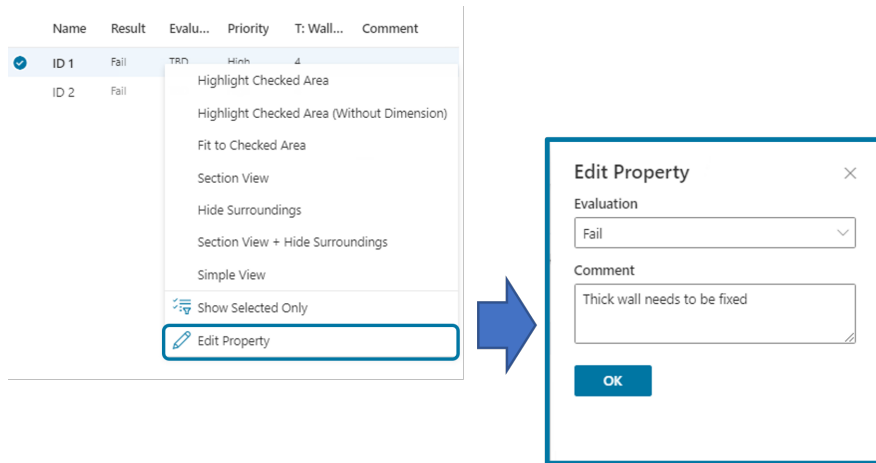 Name Result Evalu... Priority T: Wall... Comment
ID 1 Fail TBD High 4
ID 2 Fail
Highlight Checked Area
Highlight Checked Area (Without Dimension)
Fit to Checked Area
Section View
Hide Surroundings
Section View + Hide Surroundings
Simple View
Show Selected Only
Edit Property
Edit Property
Evaluation
Fail
Comment
Thick wall needs to be fixed
OK